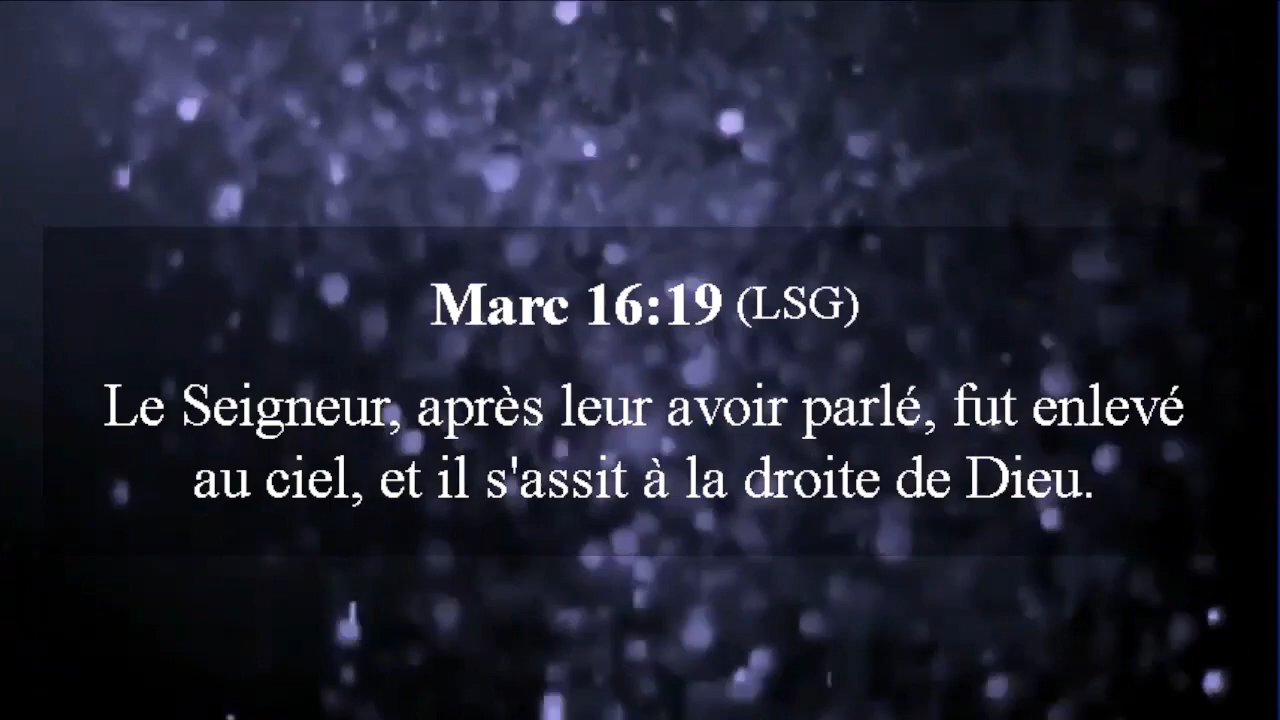 Marc 16:19 (LSG)
Le Seigneur, après leur avoir parlé, fut enlevé
au ciel, et il s'assit à la droite de Dieu.